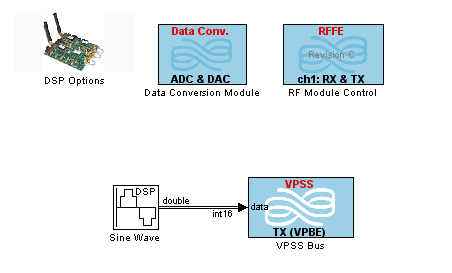 Data Conv.
ADC & DAC
RFFE
Revision C
ch1: RX & TX
DSP Options
Data Conversion Module
RF Module Control
DSP
double
int16
Sine Wave
VPSS
data
TX (VPBE)
VPSS Bus